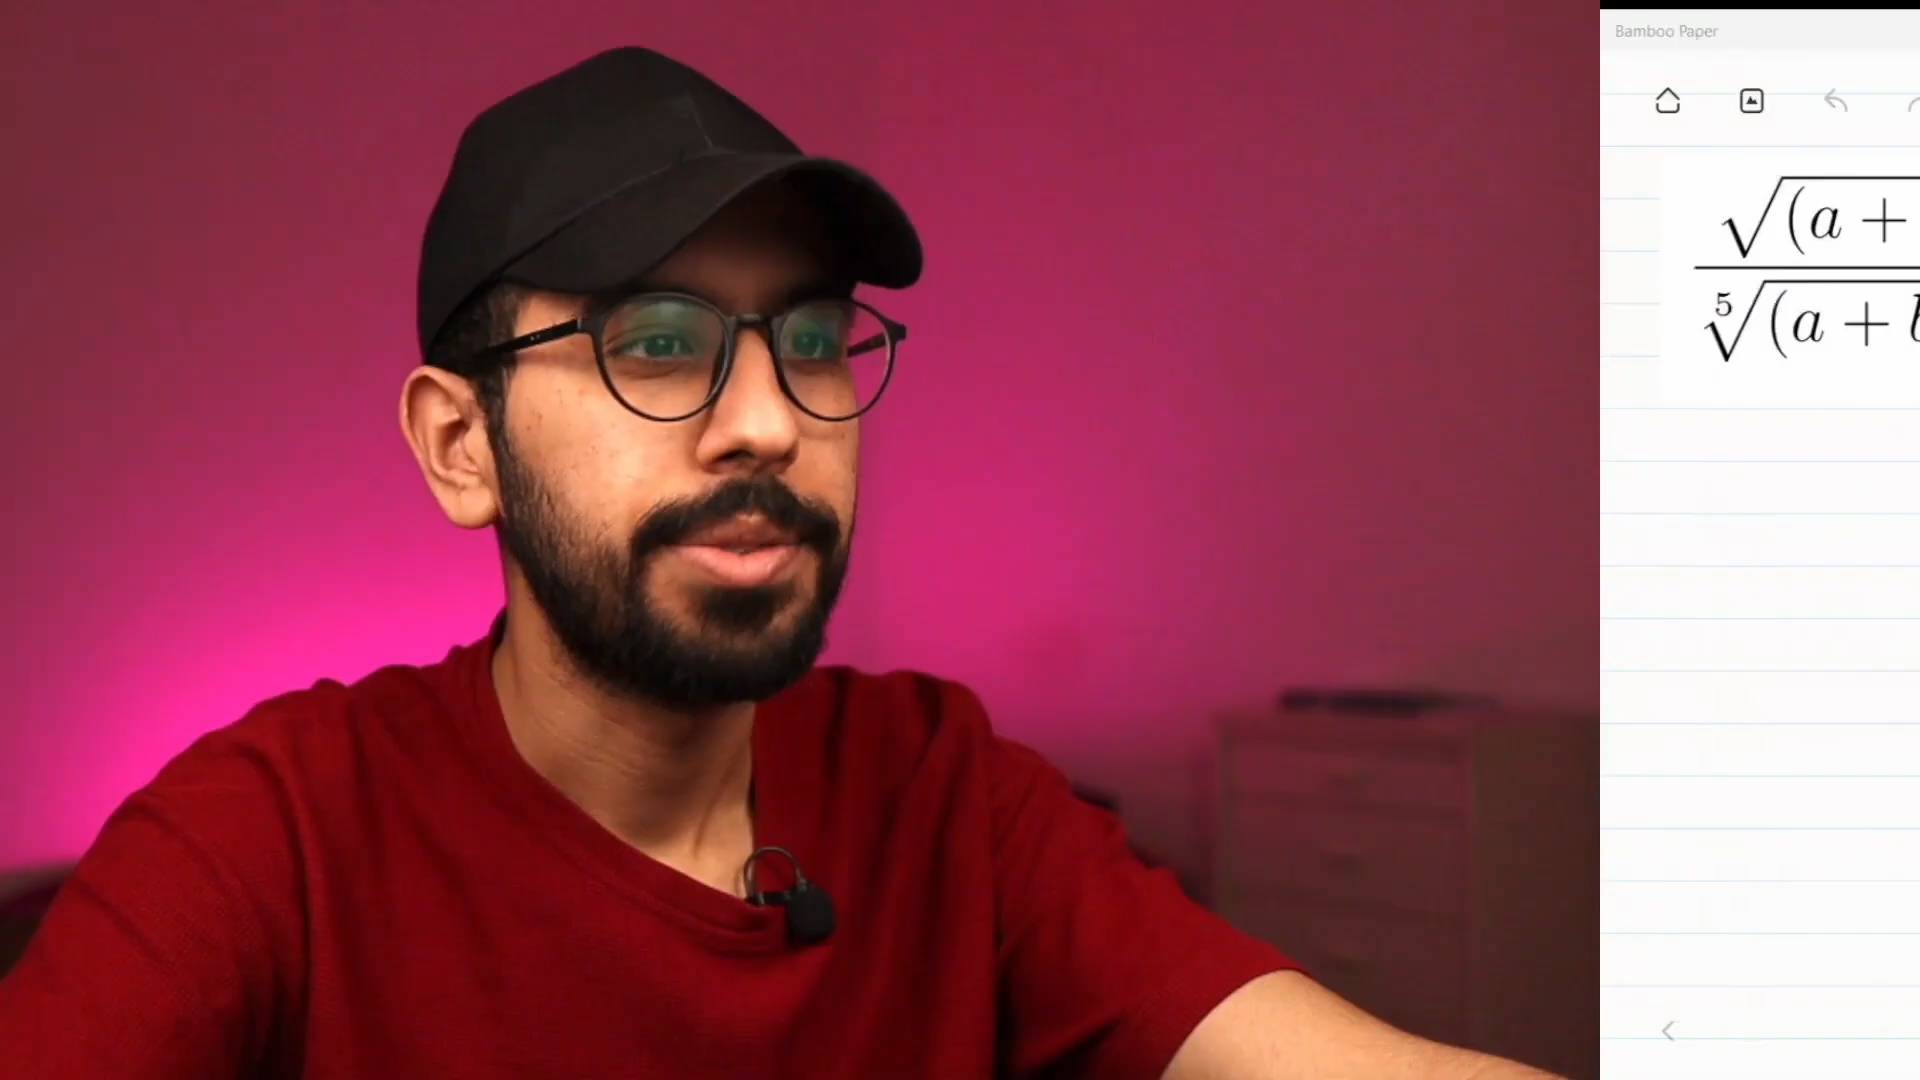 Bamboo Paper
√(a +
⁵√(a +